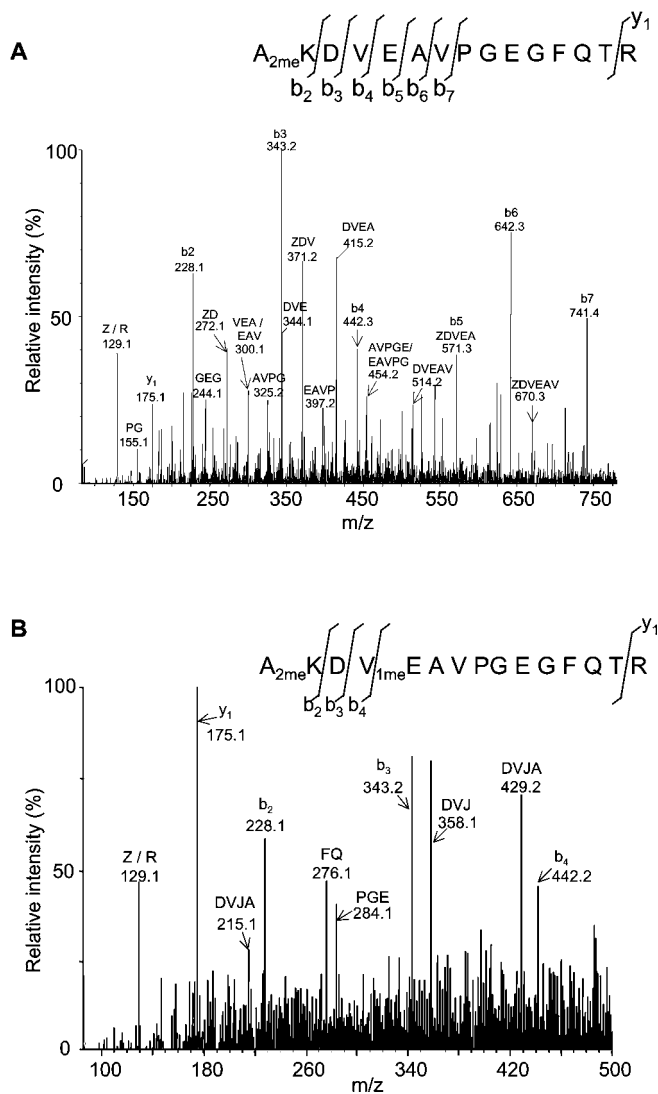 A
y1
A2meKDVEAVPGEGFQTR
b2 b3 b4 b5 b6 b7
Relative intensity (%)
100
50
0
b3
343.2
b6
642.3
ZDV
371.2
DVEA
415.2
b2
228.1
b7
741.4
Z / R
129.1
ZD
272.1
VEA /
EAV
300.1
DVE
344.1
b4
442.3
b5
ZDVEA
571.3
y1
175.1
GEG
244.1
AVPG
325.2
EAVP
397.2
AVPGE/
EAVPG
454.2
DVEAV
514.2
ZDVEAV
670.3
PG
155.1
150 250 350 450 550 650 750
m/z
B
y1
A2meKDV1meEAVPGEGFQTR
b2 b3 b4
Relative intensity (%)
100
50
0
y1
175.1
b3
343.2
DVJ
358.1
DVJA
429.2
b2
228.1
Z / R
129.1
FQ
276.1
PGE
284.1
b4
442.2
DVJA
215.1
100 180 260 340 420 500
m/z